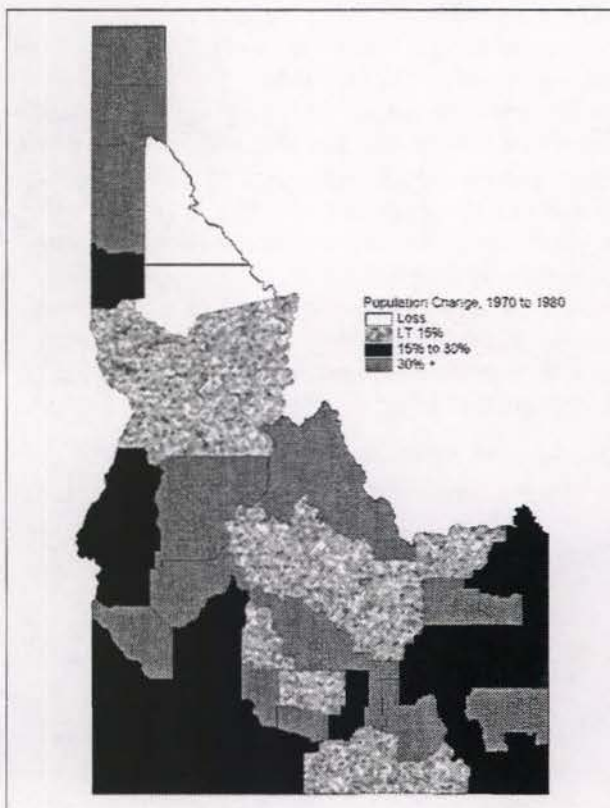 Population Change, 1970 to 1980
Loss
LT 15%
15% to 30%
30% +